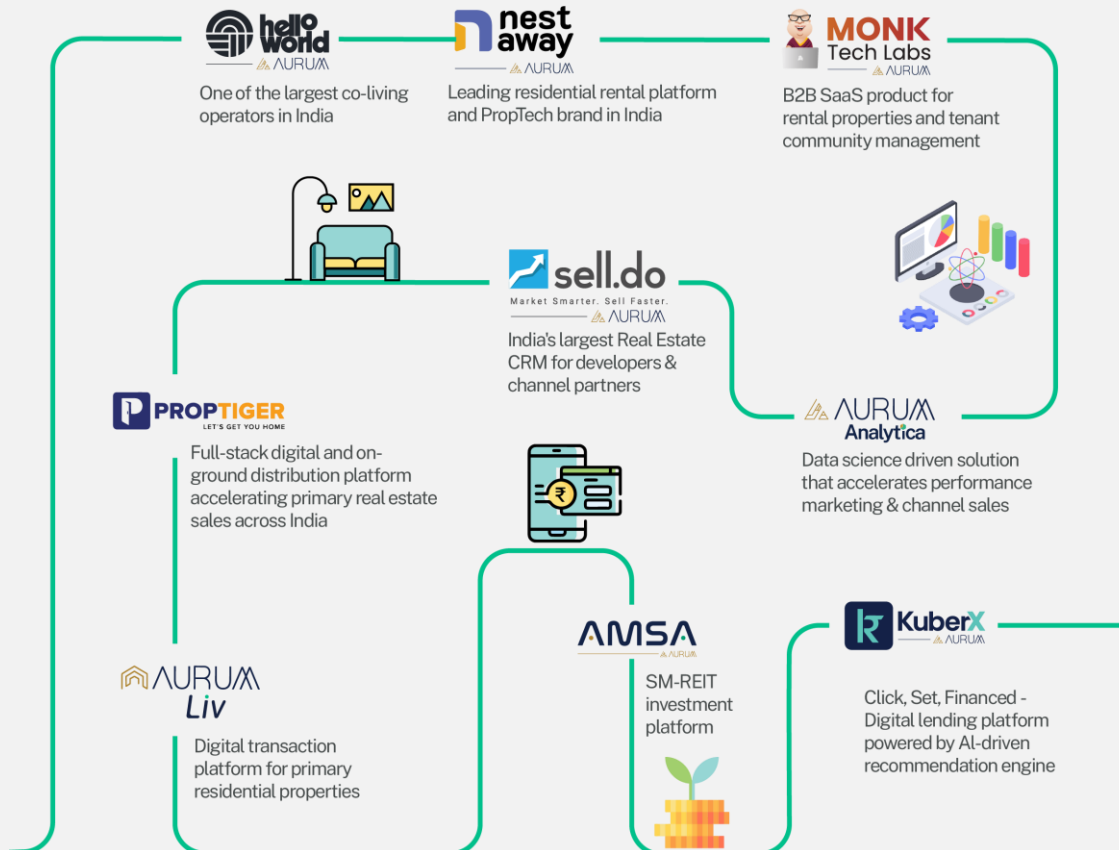 hello
world
AURUM
One of the largest co-living
operators in India
nest
away
AURUM
Leading residential rental platform
and PropTech brand in India
MONK
Tech Labs
AURUM
B2B SaaS product for
rental properties and tenant
community management
sell.do
Market Smarter. Sell Faster.
AURUM
India's largest Real Estate
CRM for developers &
channel partners
AURUM
Analytica
Data science driven solution
that accelerates performance
marketing & channel sales
PROPTIGER
LET'S GET YOU HOME
Full-stack digital and on-
ground distribution platform
accelerating primary real estate
sales across India
₹
AURUM
Liv
Digital transaction
platform for primary
residential properties
AMSA
AURUM
SM-REIT
investment
platform
KuberX
AURUM
Click, Set, Financed -
Digital lending platform
powered by AI-driven
recommendation engine